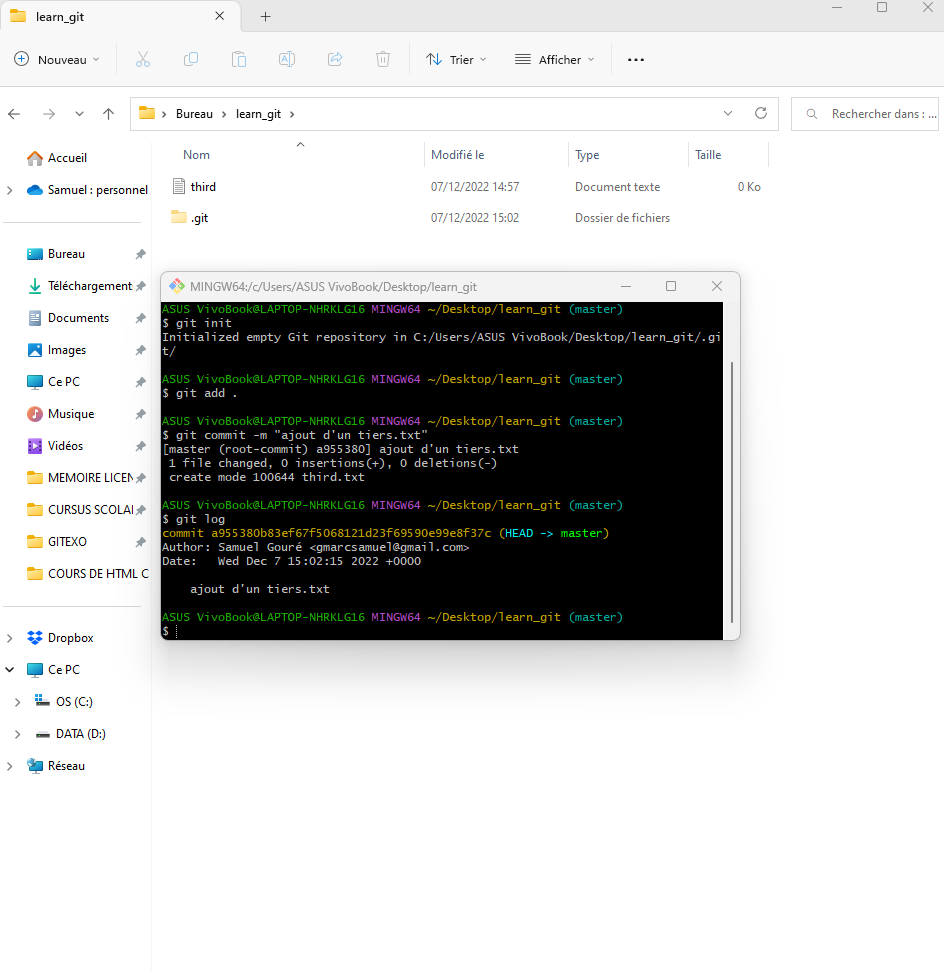 learn_git
Nouveau
Trier
Afficher
Bureau
learn_git
Rechercher dans : ...
Nom
Modifié le
Type
Taille
third
07/12/2022 14:57
Document texte
0 Ko
.git
07/12/2022 15:02
Dossier de fichiers
Accueil
Samuel : personnel
Bureau
Téléchargement
Documents
Images
Ce PC
Musique
Vidéos
MEMOIRE LICEN
CURSUS SCOLAI
GITEXO
COURS DE HTML C
Dropbox
Ce PC
OS (C:)
DATA (D:)
Réseau
MINGW64:/c/Users/ASUS VivoBook/Desktop/learn_git
ASUS VivoBook@LAPTOP-NHRKLG16 MINGW64 ~/Desktop/learn_git (master)
$ git init
Initialized empty Git repository in C:/Users/ASUS VivoBook/Desktop/learn_git/.gi
t/
ASUS VivoBook@LAPTOP-NHRKLG16 MINGW64 ~/Desktop/learn_git (master)
$ git add .
ASUS VivoBook@LAPTOP-NHRKLG16 MINGW64 ~/Desktop/learn_git (master)
$ git commit -m "ajout d'un tiers.txt"
[master (root-commit) a955380] ajout d'un tiers.txt
1 file changed, 0 insertions(+), 0 deletions(-)
create mode 100644 third.txt
ASUS VivoBook@LAPTOP-NHRKLG16 MINGW64 ~/Desktop/learn_git (master)
$ git log
commit a955380b83ef67f5068121d23f69590e99e8f37c (HEAD -> master)
Author: Samuel Gouré <gmarcsamuel@gmail.com>
Date:   Wed Dec 7 15:02:15 2022 +0000
ajout d'un tiers.txt
ASUS VivoBook@LAPTOP-NHRKLG16 MINGW64 ~/Desktop/learn_git (master)
$